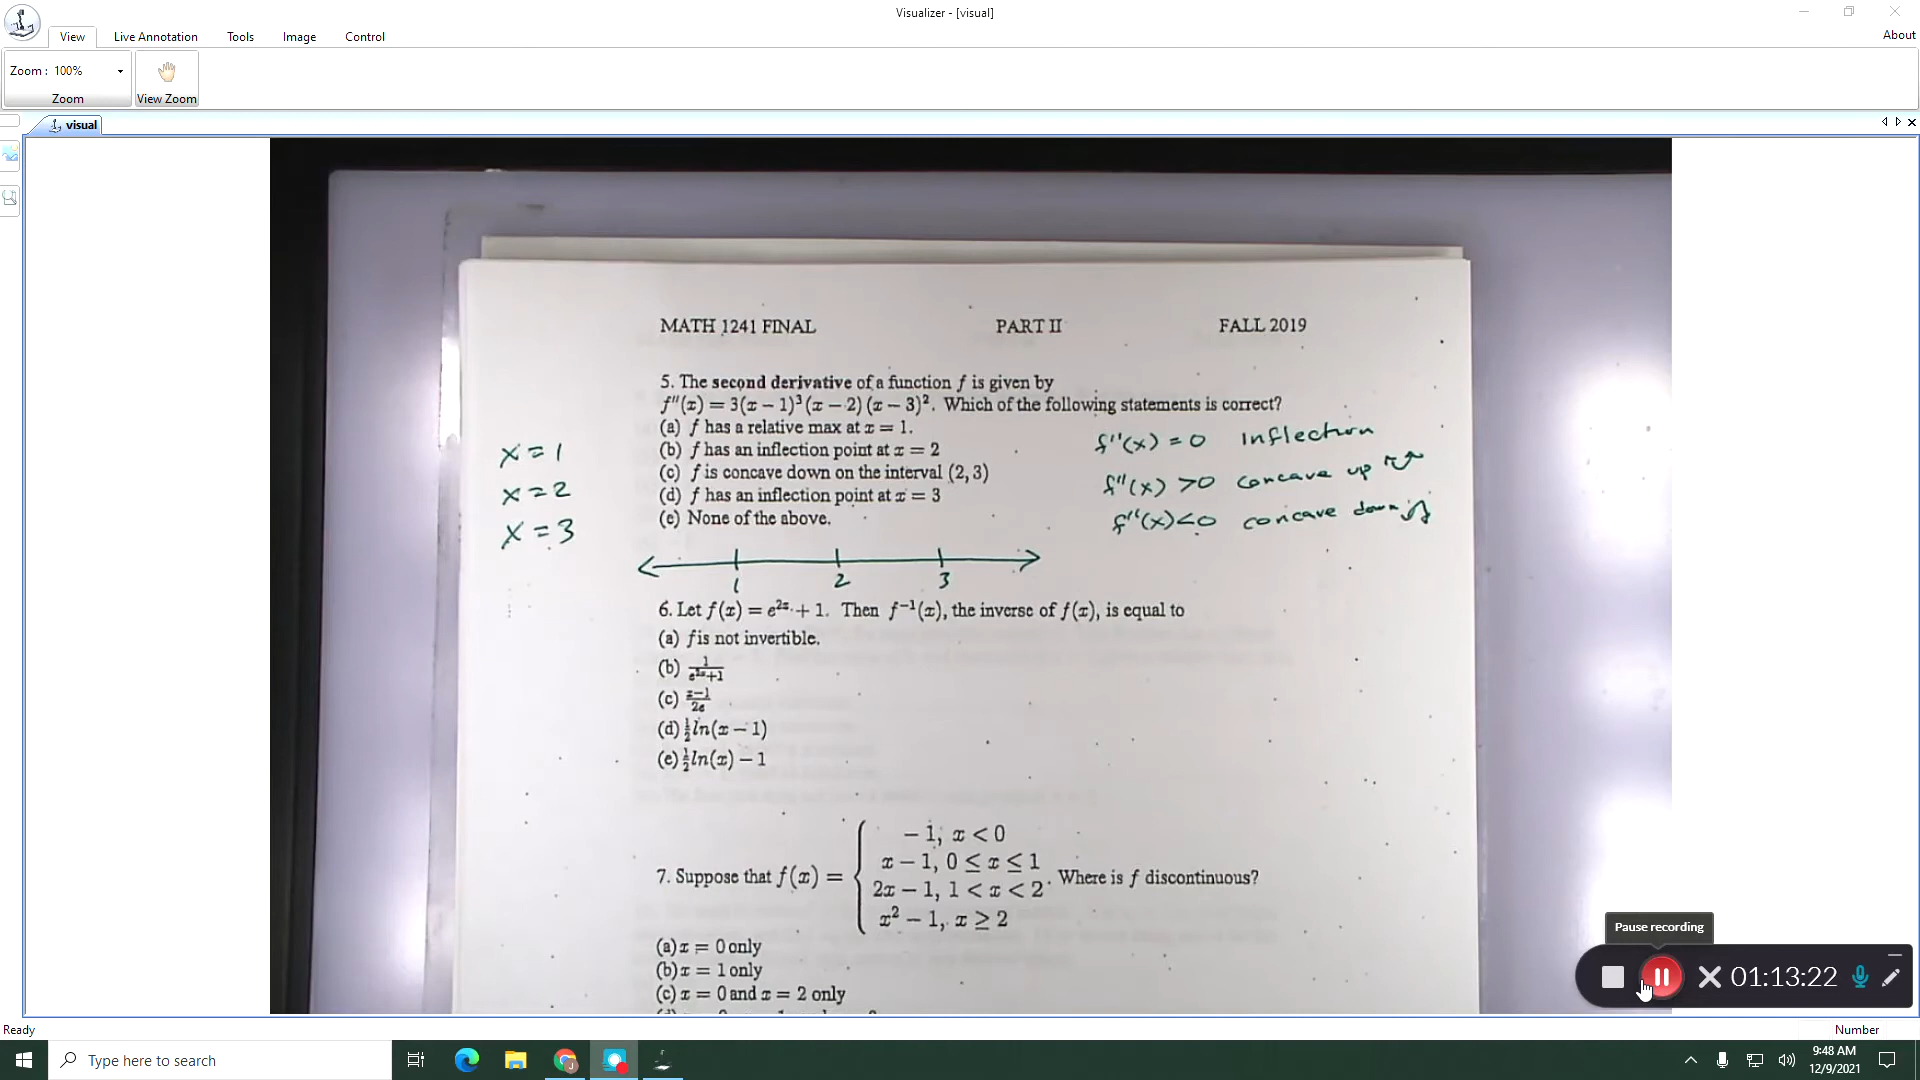 Visualizer - [visual]
View Live Annotation Tools Image Control About
Zoom : 100%
Zoom View Zoom
visual
MATH 1241 FINAL PART II FALL 2019
5. The second derivative of a function f is given by
f''(x) = 3(x − 1)³(x − 2)(x − 3)². Which of the following statements is correct?
(a) f has a relative max at x = 1.
(b) f has an inflection point at x = 2
(c) f is concave down on the interval (2, 3)
(d) f has an inflection point at x = 3
(e) None of the above.
x = 1
x = 2
x = 3
f''(x) = 0 inflection
f''(x) > 0 concave up
f''(x) < 0 concave down
1 2 3
6. Let f(x) = e²ˣ + 1. Then f⁻¹(x), the inverse of f(x), is equal to
(a) f is not invertible.
(b) 1/(e²ˣ+1)
(c) (x−1)/2e
(d) ½ln(x − 1)
(e) ½ln(x) − 1
7. Suppose that f(x) = { −1, x < 0
x − 1, 0 ≤ x ≤ 1
2x − 1, 1 < x < 2
x² − 1, x ≥ 2 . Where is f discontinuous?
(a) x = 0 only
(b) x = 1 only
(c) x = 0 and x = 2 only
Pause recording
01:13:22
Ready Number
Type here to search
9:48 AM
12/9/2021